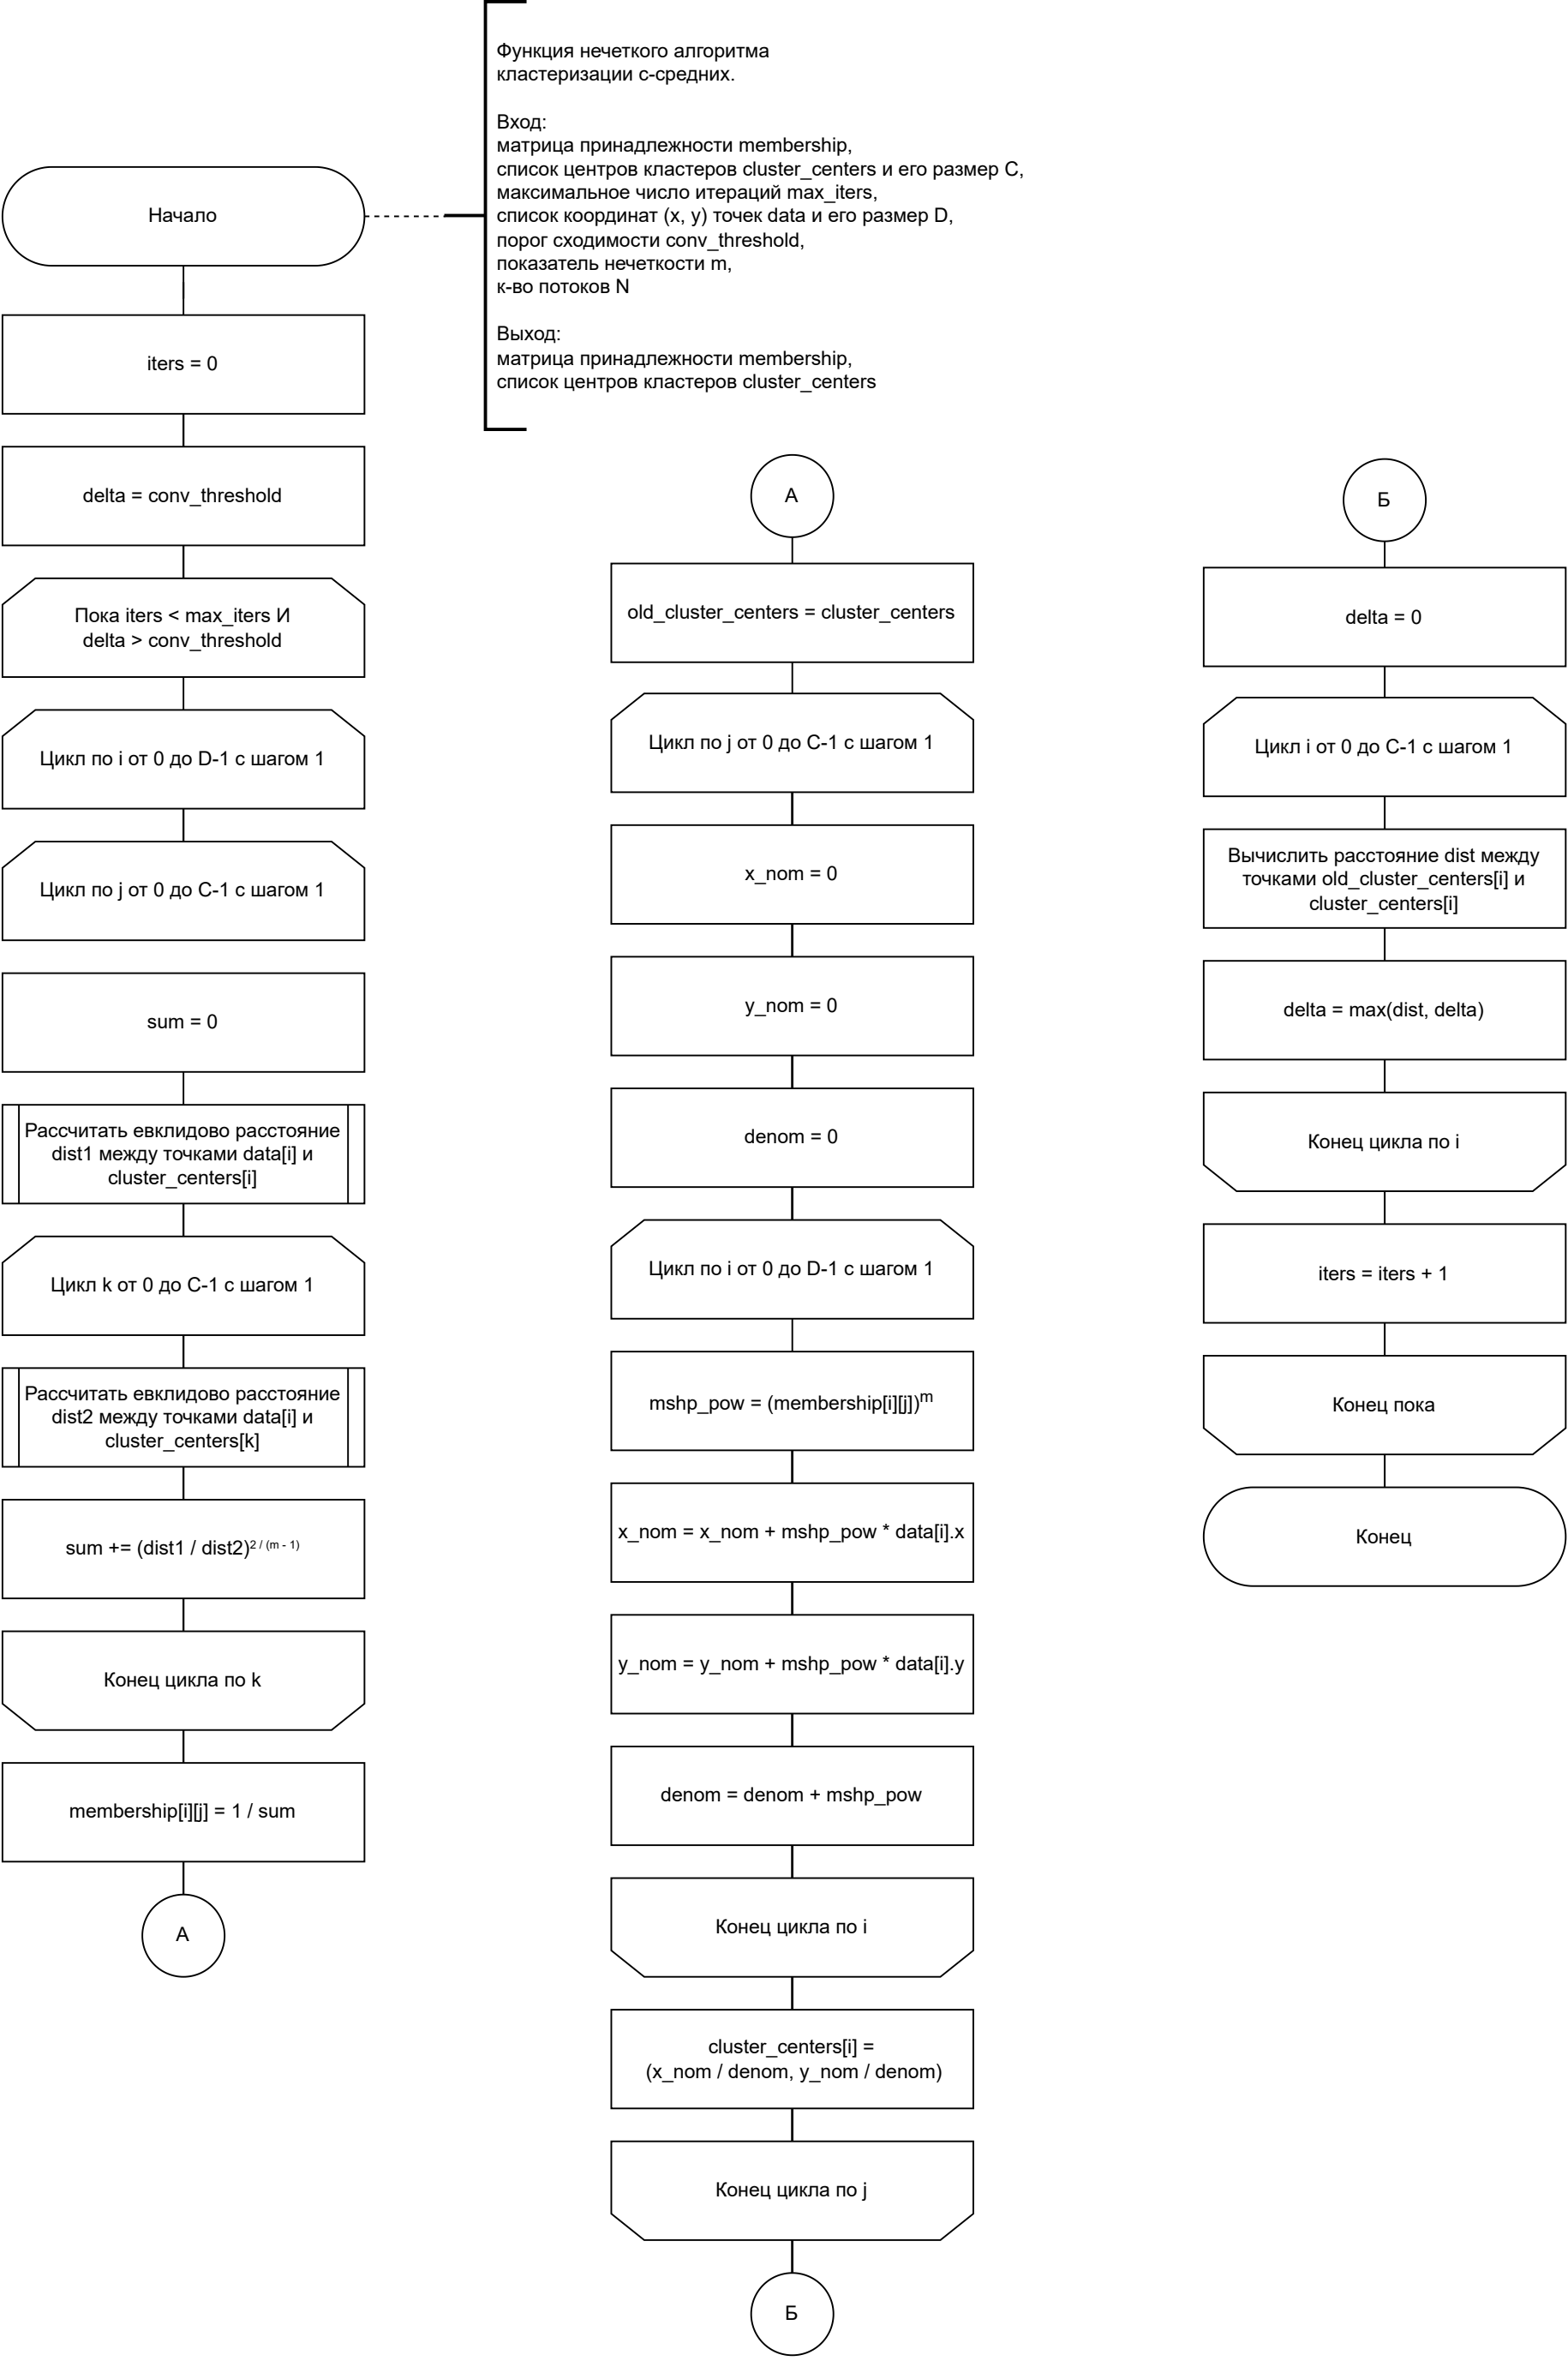 Функция нечеткого алгоритма
кластеризации c-средних.
Вход:
матрица принадлежности membership,
список центров кластеров cluster_centers и его размер C,
максимальное число итераций max_iters,
список координат (x, y) точек data и его размер D,
порог сходимости conv_threshold,
показатель нечеткости m,
к-во потоков N
Выход:
матрица принадлежности membership,
список центров кластеров cluster_centers
Начало
iters = 0
delta = conv_threshold
Пока iters < max_iters И
delta > conv_threshold
Цикл по i от 0 до D-1 с шагом 1
Цикл по j от 0 до C-1 с шагом 1
sum = 0
Рассчитать евклидово расстояние
dist1 между точками data[i] и
cluster_centers[i]
Цикл k от 0 до C-1 с шагом 1
Рассчитать евклидово расстояние
dist2 между точками data[i] и
cluster_centers[k]
sum += (dist1 / dist2)^2 / (m - 1)
Конец цикла по k
membership[i][j] = 1 / sum
А
А
old_cluster_centers = cluster_centers
Цикл по j от 0 до C-1 с шагом 1
x_nom = 0
y_nom = 0
denom = 0
Цикл по i от 0 до D-1 с шагом 1
mshp_pow = (membership[i][j])^m
x_nom = x_nom + mshp_pow * data[i].x
y_nom = y_nom + mshp_pow * data[i].y
denom = denom + mshp_pow
Конец цикла по i
cluster_centers[i] =
(x_nom / denom, y_nom / denom)
Конец цикла по j
Б
Б
delta = 0
Цикл i от 0 до C-1 с шагом 1
Вычислить расстояние dist между
точками old_cluster_centers[i] и
cluster_centers[i]
delta = max(dist, delta)
Конец цикла по i
iters = iters + 1
Конец пока
Конец